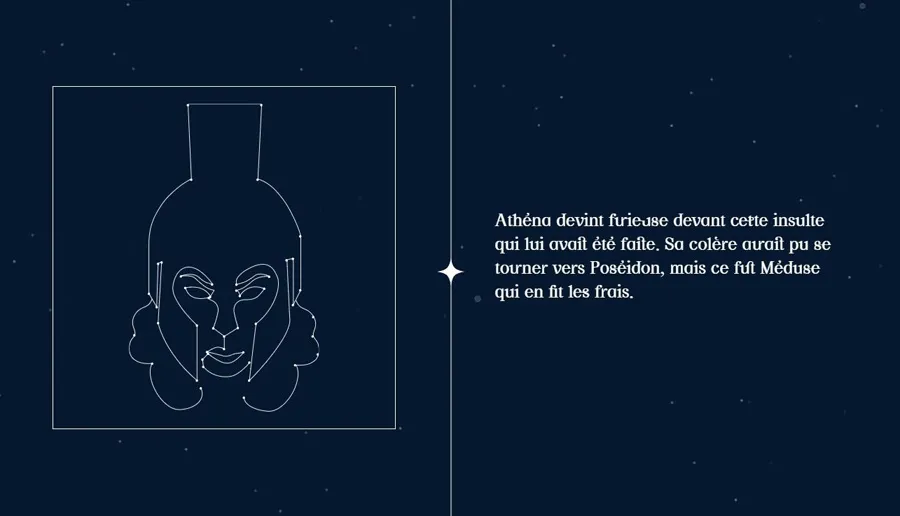 Athéna devint furieuse devant cette insulte
qui lui avait été faite. Sa colère aurait pu se
tourner vers Poséidon, mais ce fut Méduse
qui en fit les frais.